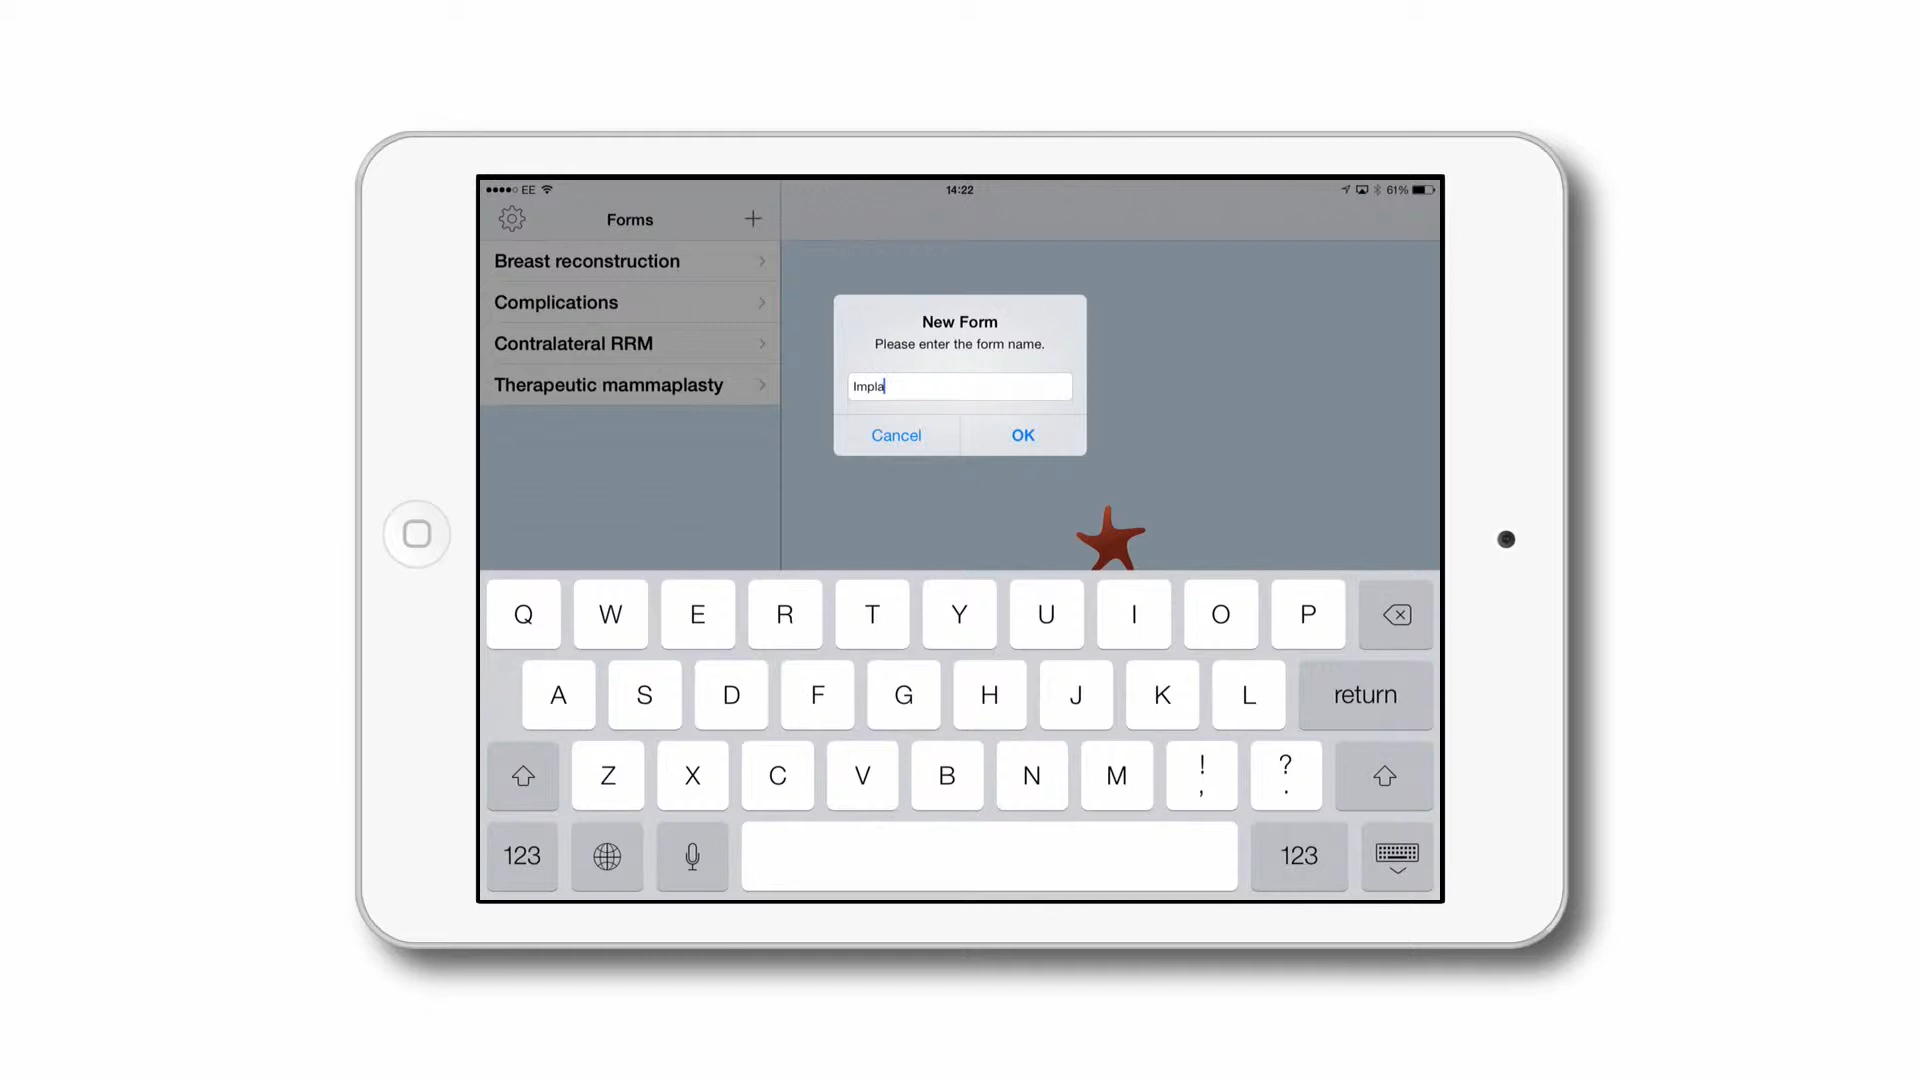 EE
14:22
61%
Forms
Breast reconstruction
Complications
Contralateral RRM
Therapeutic mammaplasty
New Form
Please enter the form name.
Impla
Cancel OK
Q W E R T Y U I O P
A S D F G H J K L return
Z X C V B N M ! , ? .
123 123